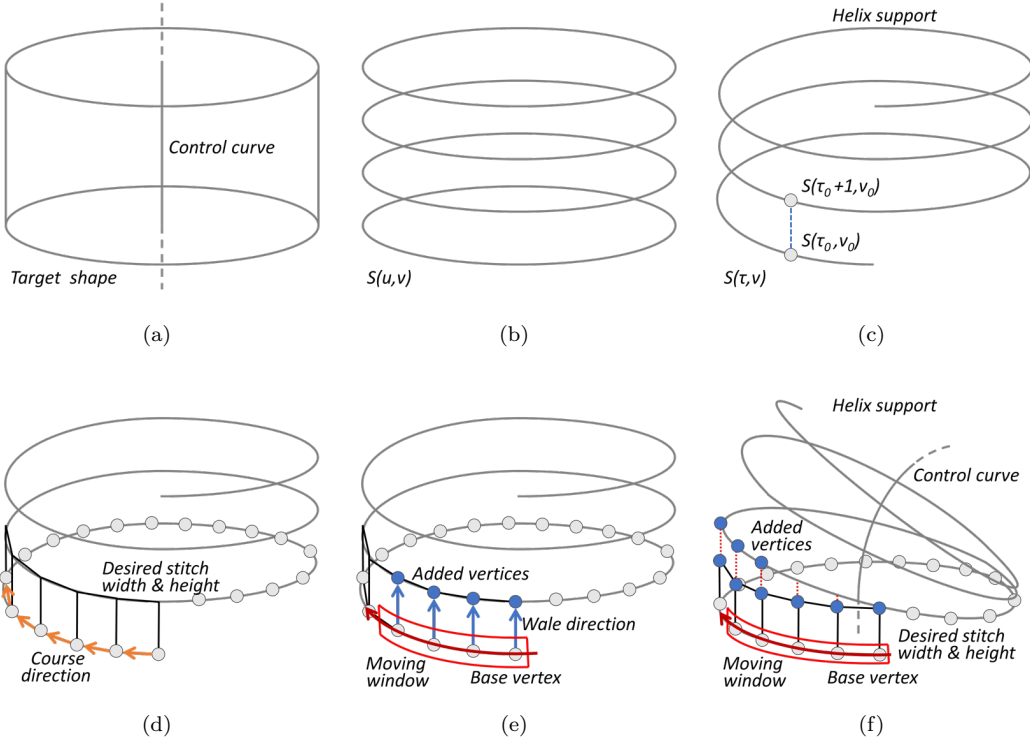 Control curve
Target shape
(a)
S(u,v)
(b)
Helix support
S(τ₀+1,v₀)
S(τ₀,v₀)
S(τ,v)
(c)
Desired stitch
width & height
Course
direction
(d)
Added vertices
Wale direction
Moving
window
Base vertex
(e)
Helix support
Control curve
Added
vertices
Desired stitch
width & height
Moving
window
Base vertex
(f)